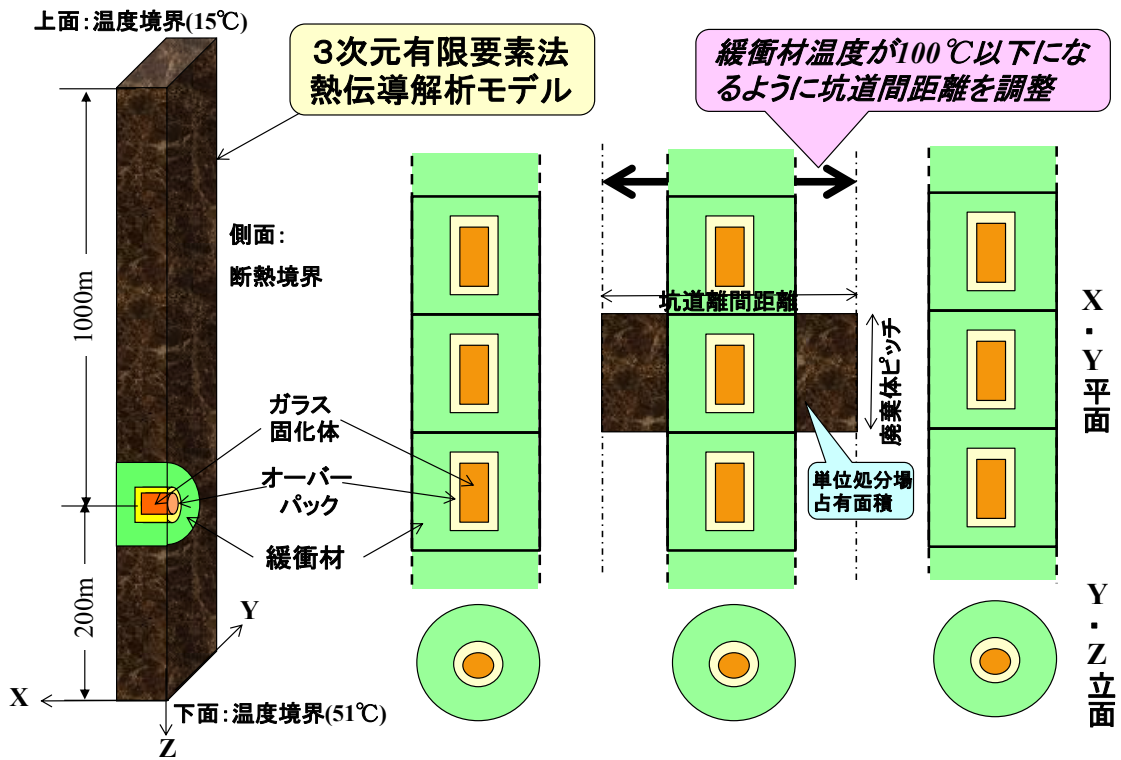 上面：温度境界(15℃)
３次元有限要素法
熱伝導解析モデル
緩衝材温度が100℃以下にな
るように坑道間距離を調整
側面：
断熱境界
1000m
200m
ガラス
固化体
オーバー
パック
緩衝材
坑道離間距離
廃棄体ピッチ
単位処分場
占有面積
X・Y平面
Y・Z立面
X
Y
Z
下面：温度境界(51℃)